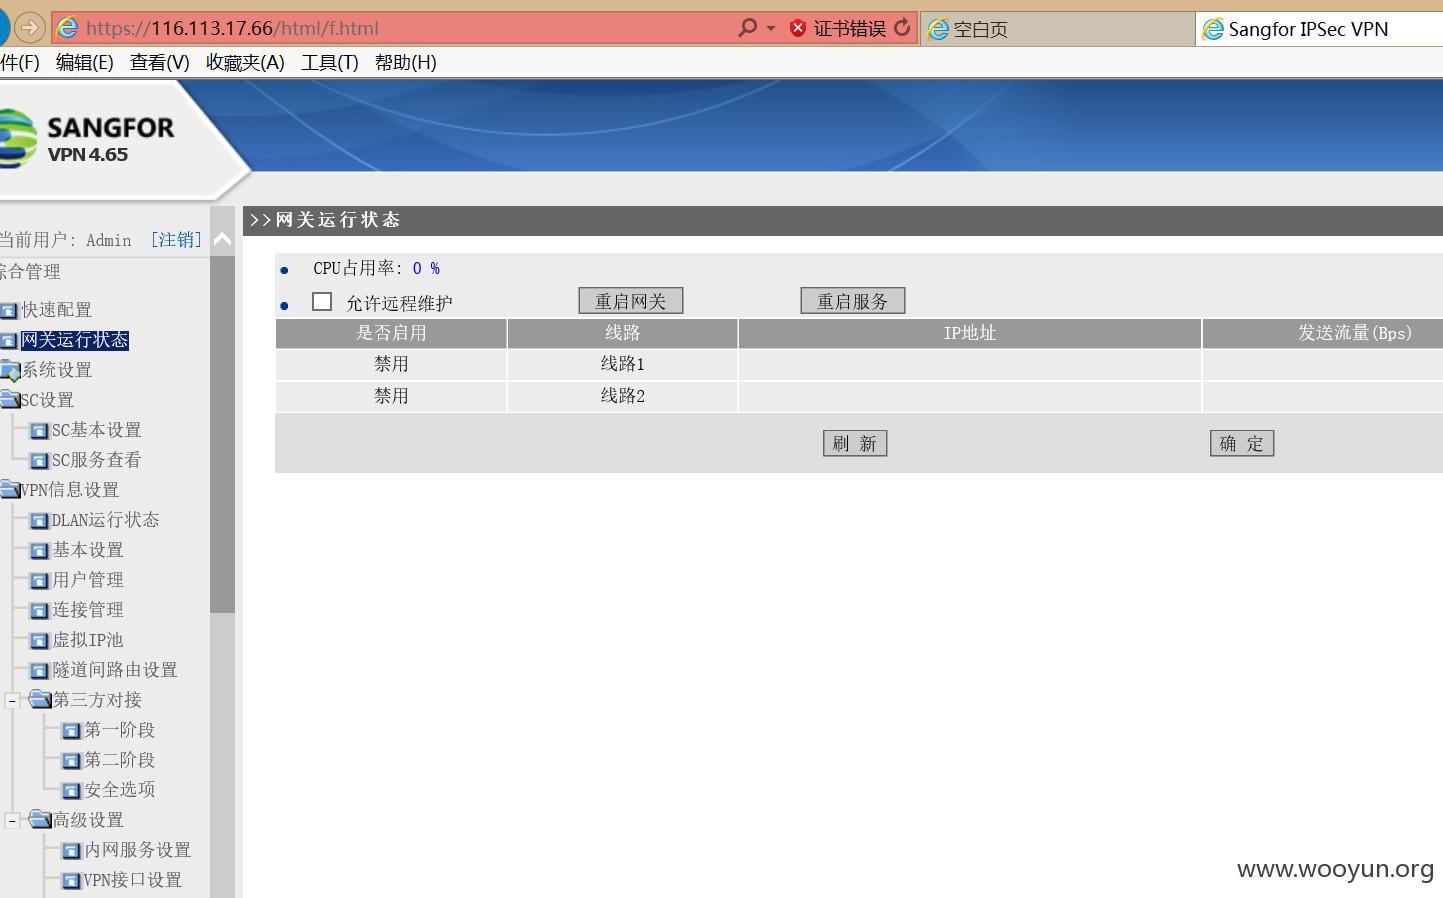 https://116.113.17.66/html/f.html
证书错误
空白页
Sangfor IPSec VPN
件(F) 编辑(E) 查看(V) 收藏夹(A) 工具(T) 帮助(H)
SANGFOR
VPN 4.65
当前用户: Admin [注销]
综合管理
快速配置
网关运行状态
系统设置
SC设置
SC基本设置
SC服务查看
VPN信息设置
DLAN运行状态
基本设置
用户管理
连接管理
虚拟IP池
隧道间路由设置
第三方对接
第一阶段
第二阶段
安全选项
高级设置
内网服务设置
VPN接口设置
>>网关运行状态
CPU占用率: 0 %
允许远程维护 重启网关 重启服务
是否启用 线路 IP地址 发送流量(Bps)
禁用 线路1
禁用 线路2
刷 新 确 定
www.wooyun.org